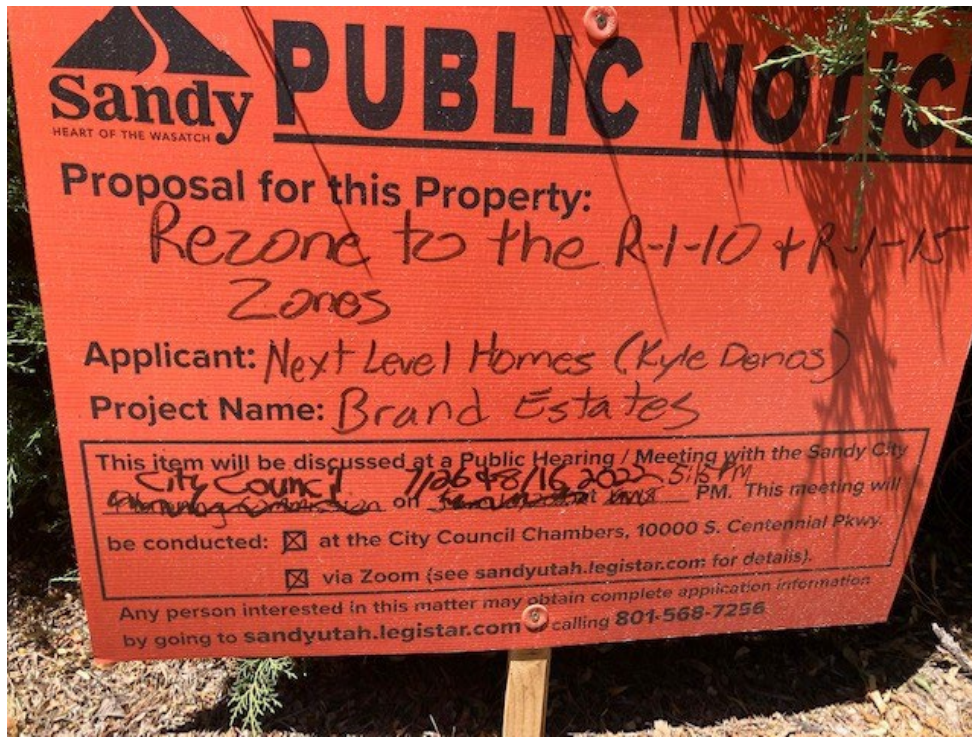 Sandy
HEART OF THE WASATCH
PUBLIC NOTIC
Proposal for this Property:
Rezone to the R-1-10 + R-1-15
Zones
Applicant: Next Level Homes (Kyle Denos)
Project Name: Brand Estates
This item will be discussed at a Public Hearing / Meeting with the Sandy City
City Council 7/26 & 8/16, 2022 5:15 PM
Planning Commission on at PM. This meeting will
be conducted: ☒ at the City Council Chambers, 10000 S. Centennial Pkwy.
☒ via Zoom (see sandyutah.legistar.com for details).
Any person interested in this matter may obtain complete application information
by going to sandyutah.legistar.com calling 801-568-7256